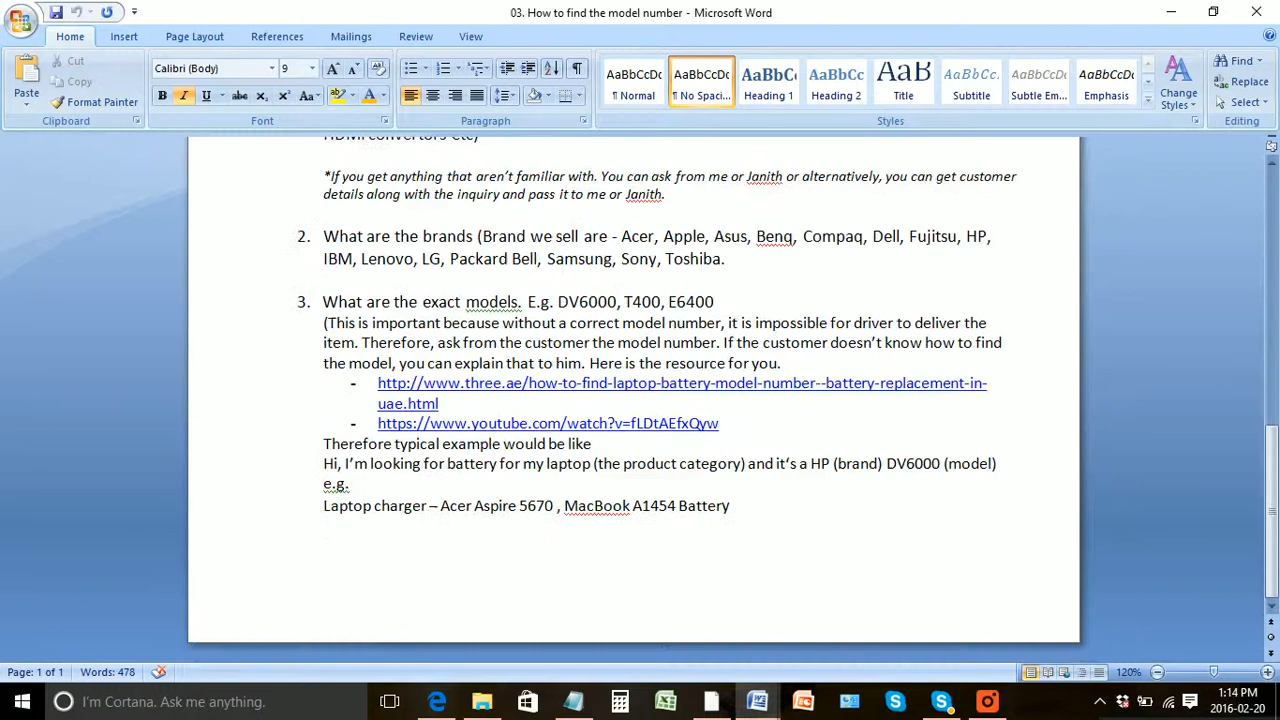 03. How to find the model number - Microsoft Word
Home Insert Page Layout References Mailings Review View
Paste
Cut
Copy
Format Painter
Clipboard
Calibri (Body) 9
Font
Paragraph
AaBbCcDc AaBbCcDc AaBbCc AaBbCc AaB AaBbCc. AaBbCcDc AaBbCcDc
¶ Normal ¶ No Spaci... Heading 1 Heading 2 Title Subtitle Subtle Em... Emphasis
Change
Styles
Styles
Find
Replace
Select
Editing
HDMI convertors etc)
*If you get anything that aren't familiar with. You can ask from me or Janith or alternatively, you can get customer
details along with the inquiry and pass it to me or Janith.
2. What are the brands (Brand we sell are - Acer, Apple, Asus, Benq, Compaq, Dell, Fujitsu, HP,
IBM, Lenovo, LG, Packard Bell, Samsung, Sony, Toshiba.
3. What are the exact models. E.g. DV6000, T400, E6400
(This is important because without a correct model number, it is impossible for driver to deliver the
item. Therefore, ask from the customer the model number. If the customer doesn't know how to find
the model, you can explain that to him. Here is the resource for you.
- http://www.three.ae/how-to-find-laptop-battery-model-number--battery-replacement-in-
uae.html
- https://www.youtube.com/watch?v=fLDtAEfxQyw
Therefore typical example would be like
Hi, I'm looking for battery for my laptop (the product category) and it's a HP (brand) DV6000 (model)
e.g.
Laptop charger – Acer Aspire 5670 , MacBook A1454 Battery
Page: 1 of 1 Words: 478 120%
I'm Cortana. Ask me anything.
1:14 PM
2016-02-20